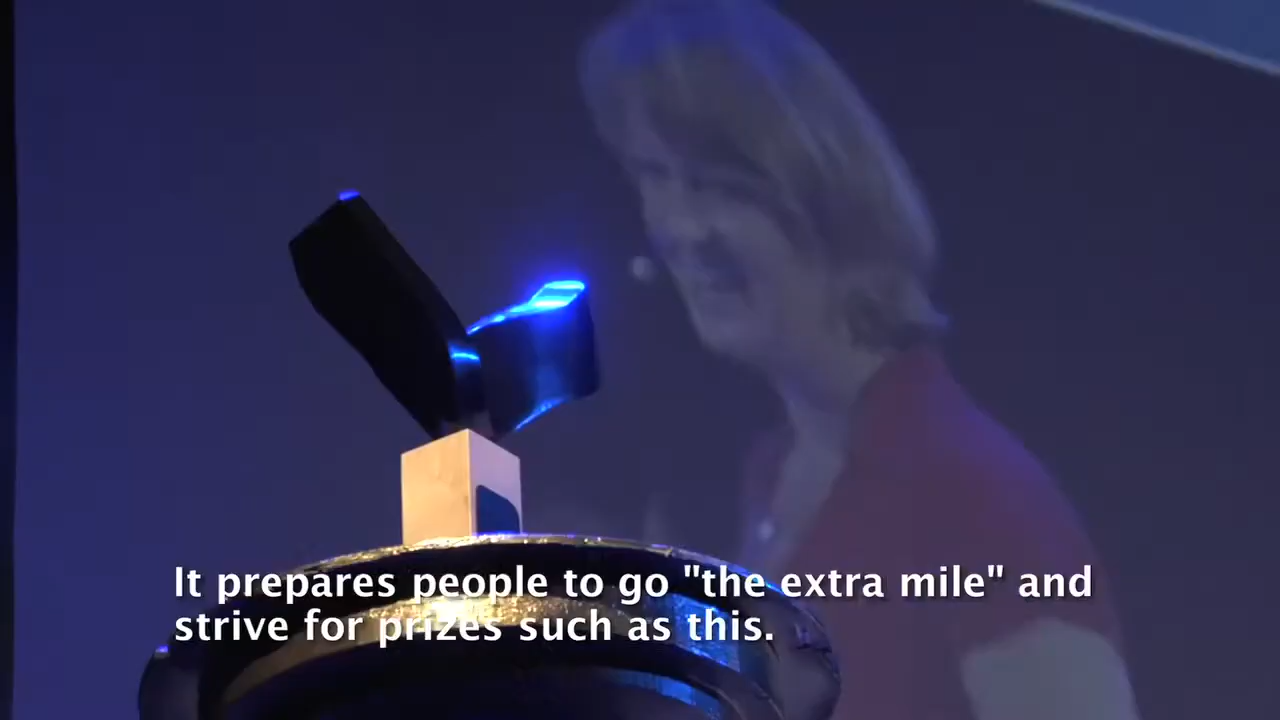 It prepares people to go "the extra mile" and
strive for prizes such as this.